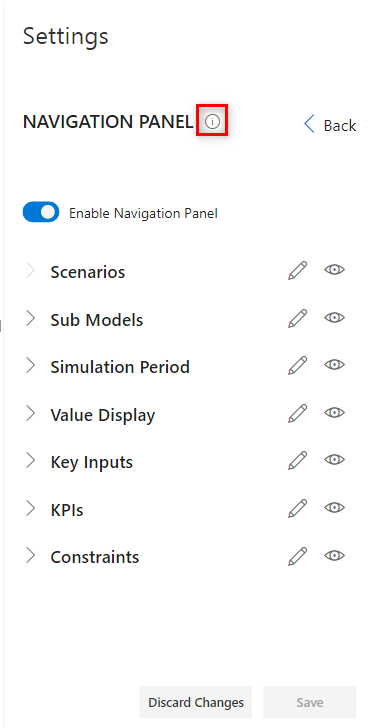 Settings
NAVIGATION PANEL
Back
Enable Navigation Panel
Scenarios
Sub Models
Simulation Period
Value Display
Key Inputs
KPIs
Constraints
Discard Changes
Save